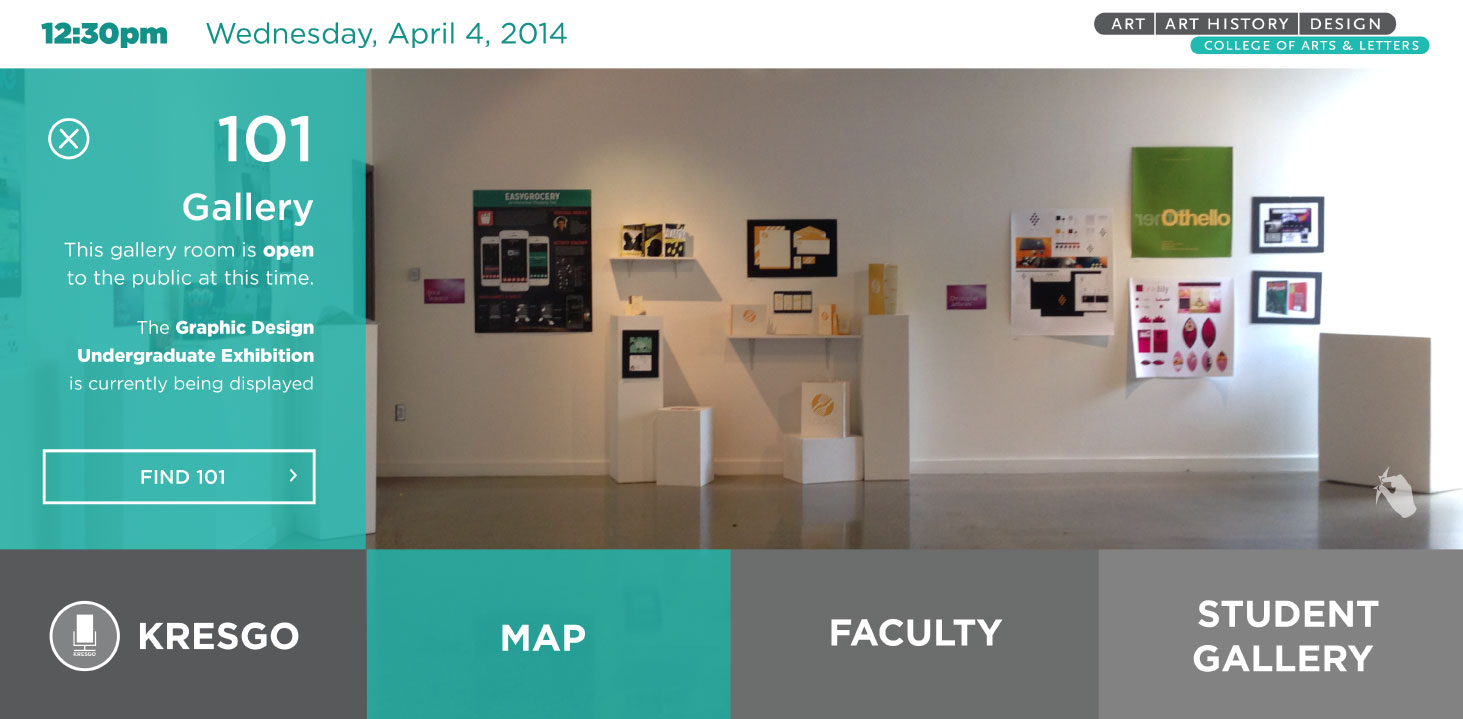 12:30pm Wednesday, April 4, 2014
ART ART HISTORY DESIGN
COLLEGE OF ARTS & LETTERS
101
Gallery
This gallery room is open
to the public at this time.
The Graphic Design
Undergraduate Exhibition
is currently being displayed
FIND 101
EASYGROCERY
Othello
KRESGO
KRESGO
MAP
FACULTY
STUDENT
GALLERY